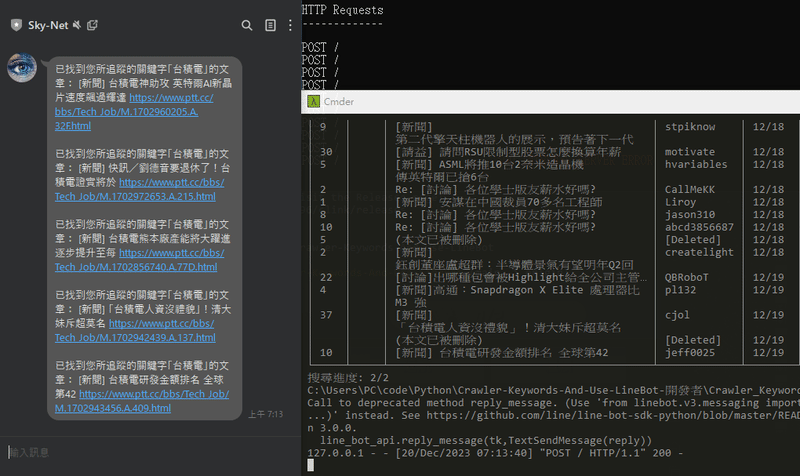 Sky-Net
已找到您所追蹤的關鍵字「台積電」的文
章： [新聞] 台積電神助攻 英特爾AI新晶
片速度飆過輝達 https://www.ptt.cc/
bbs/Tech_Job/M.1702960205.A.
32F.html
已找到您所追蹤的關鍵字「台積電」的文
章： [新聞] 快訊／劉德音要退休了！台
積電證實將於 https://www.ptt.cc/bbs/
Tech_Job/M.1702972653.A.215.html
已找到您所追蹤的關鍵字「台積電」的文
章： [新聞] 台積電熊本廠產能將大躍進
逐步提升至每 https://www.ptt.cc/bbs/
Tech_Job/M.1702856740.A.77D.html
已找到您所追蹤的關鍵字「台積電」的文
章： [新聞] 「台積電人資沒禮貌」！清大
妹斥超莫名 https://www.ptt.cc/bbs/
Tech_Job/M.1702942439.A.137.html
已找到您所追蹤的關鍵字「台積電」的文
章： [新聞] 台積電研發金額排名 全球
第42 https://www.ptt.cc/bbs/Tech_Job/
M.1702943456.A.409.html
上午 7:13
輸入訊息
HTTP Requests
-------------
POST /
POST /
POST /
POST /
Cmder
9 [新聞] stpiknow 12/18
第二代擎天柱機器人的展示，預告著下一代
30 [請益] 請問RSU限制型股票怎麼換算年薪 motivate 12/18
5 [新聞] ASML將推10台2奈米造晶機 hvariables 12/18
傳英特爾已搶6台
2 Re: [討論] 各位學士版友薪水好嗎? CallMeKK 12/18
8 [新聞] 安謀在中國裁員70多名工程師 Liroy 12/18
8 Re: [討論] 各位學士版友薪水好嗎? jason310 12/18
10 Re: [討論] 各位學士版友薪水好嗎? abcd3856687 12/18
5 (本文已被刪除) [Deleted] 12/18
2 [新聞] createlight 12/18
鈺創董座盧超群：半導體景氣有望明年Q2回
22 [討論]出哪種包會被Highlight給全公司主管… QBRoboT 12/19
4 [新聞]高通：Snapdragon X Elite 處理器比 pl132 12/19
M3 強
37 [新聞] cjol 12/19
「台積電人資沒禮貌」！清大妹斥超莫名
(本文已被刪除) [Deleted] 12/19
10 [新聞] 台積電研發金額排名 全球第42 jeff0025 12/19
搜尋進度: 2/2
C:\Users\PC\code\Python\Crawler-Keywords-And-Use-LineBot-開發者\Crawler_Keyword
Call to deprecated method reply_message. (Use 'from linebot.v3.messaging import
...)' instead. See https://github.com/line/line-bot-sdk-python/blob/master/READ
n 3.0.0.
line_bot_api.reply_message(tk,TextSendMessage(reply))
127.0.0.1 - - [20/Dec/2023 07:13:40] "POST / HTTP/1.1" 200 -